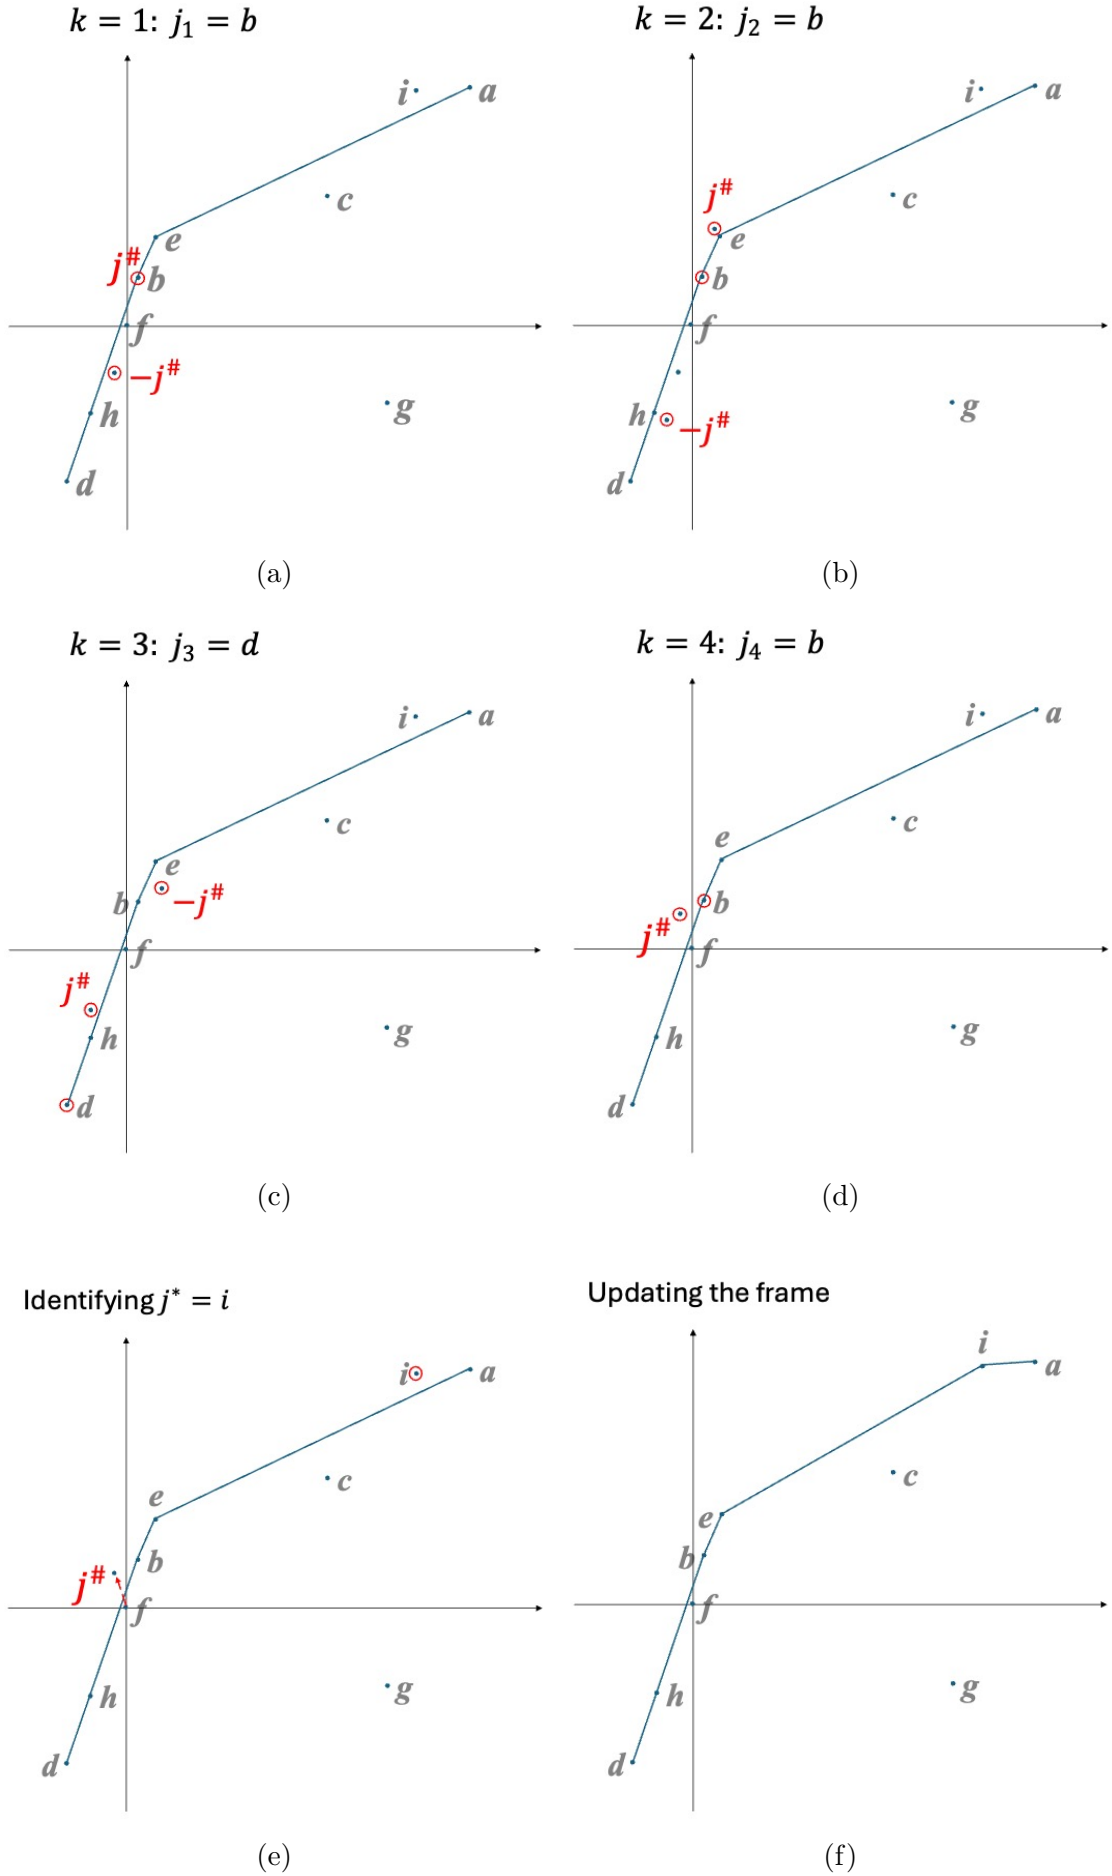 k = 1: j₁ = b
i
a
c
e
j#
b
f
−j#
h
g
d
(a)
k = 2: j₂ = b
i
a
j#
c
e
b
f
h
−j#
g
d
(b)
k = 3: j₃ = d
i
a
c
e
b
−j#
f
j#
h
g
d
(c)
k = 4: j₄ = b
i
a
c
e
b
j#
f
h
g
d
(d)
Identifying j* = i
i
a
c
e
b
j#
f
h
g
d
(e)
Updating the frame
i
a
c
e
b
f
h
g
d
(f)